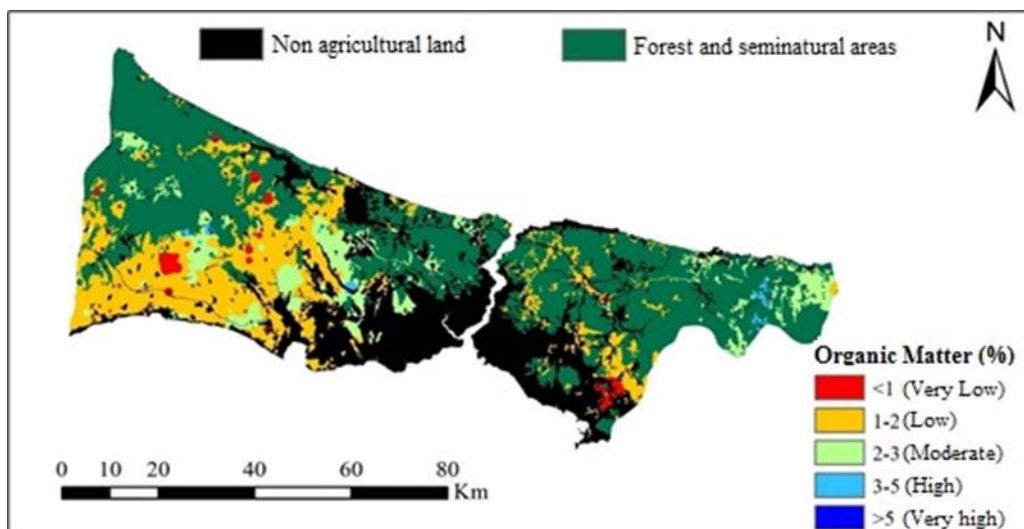 Non agricultural land
Forest and seminatural areas
N
Organic Matter (%)
<1 (Very Low)
1-2 (Low)
2-3 (Moderate)
3-5 (High)
>5 (Very high)
0 10 20 40 60 80
Km